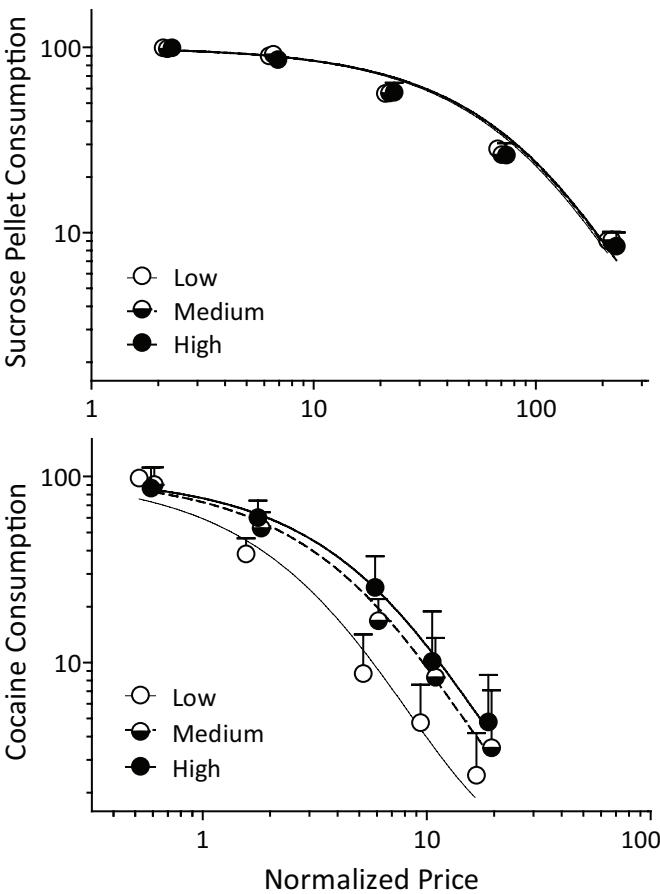 Sucrose Pellet Consumption
100
10
Low
Medium
High
1
10
100
Cocaine Consumption
100
10
Low
Medium
High
1
10
100
Normalized Price